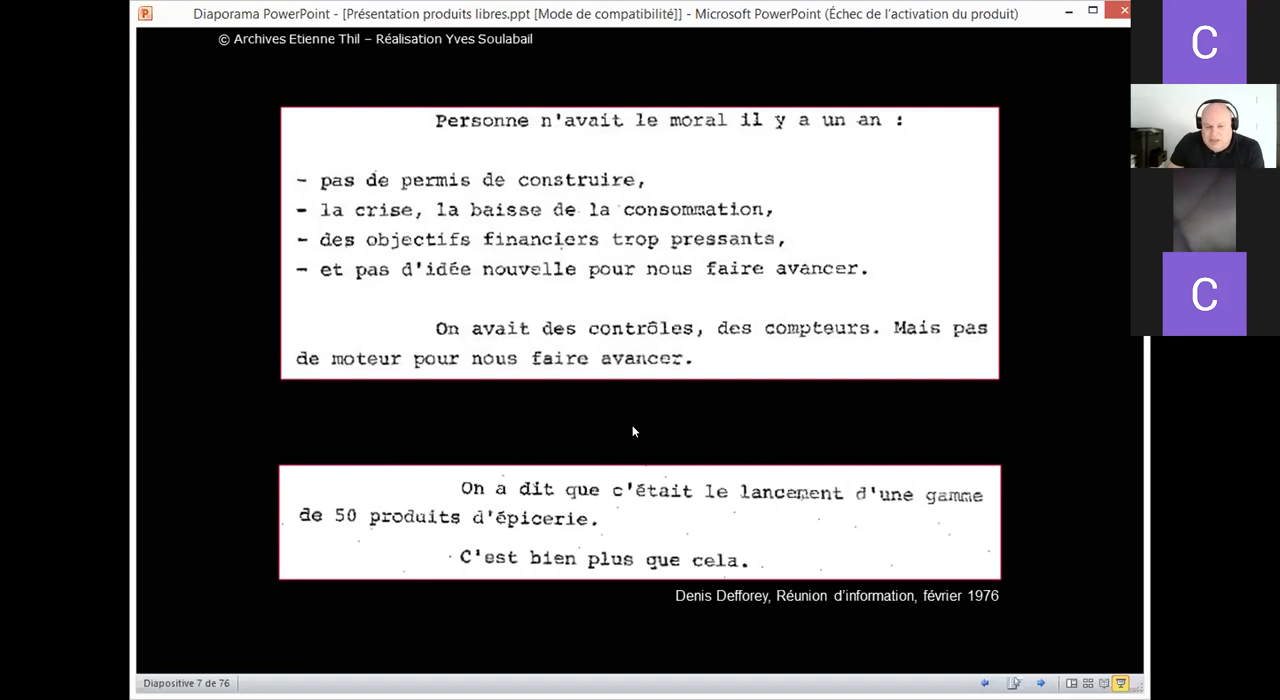 Diaporama PowerPoint - [Présentation produits libres.ppt [Mode de compatibilité]] - Microsoft PowerPoint (Échec de l'activation du produit)
© Archives Etienne Thil – Réalisation Yves Soulabail
Personne n'avait le moral il y a un an :
- pas de permis de construire,
- la crise, la baisse de la consommation,
- des objectifs financiers trop pressants,
- et pas d'idée nouvelle pour nous faire avancer.
On avait des contrôles, des compteurs. Mais pas
de moteur pour nous faire avancer.
On a dit que c'était le lancement d'une gamme
de 50 produits d'épicerie.
C'est bien plus que cela.
Denis Defforey, Réunion d'information, février 1976
Diapositive 7 de 76
C
C